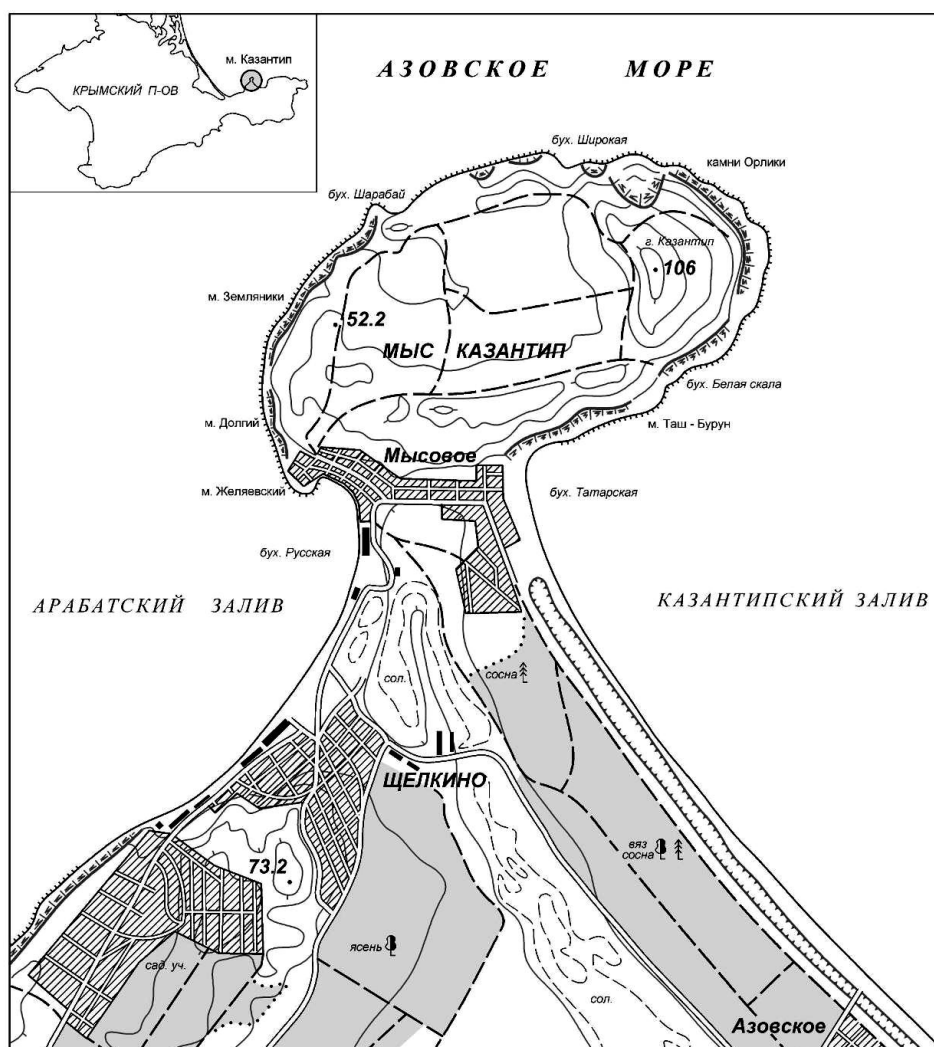 м. Казантип
КРЫМСКИЙ П-ОВ
АЗОВСКОЕ МОРЕ
бух. Широкая
камни Орлики
бух. Шарабай
г. Казантип
106
м. Земляники
52.2
МЫС КАЗАНТИП
бух. Белая скала
м. Долгий
м. Таш - Бурун
Мысовое
м. Желяевский
бух. Татарская
бух. Русская
АРАБАТСКИЙ ЗАЛИВ
КАЗАНТИПСКИЙ ЗАЛИВ
сосна
сол.
ЩЕЛКИНО
вяз
сосна
73.2
ясень
сад. уч.
сол.
Азовское